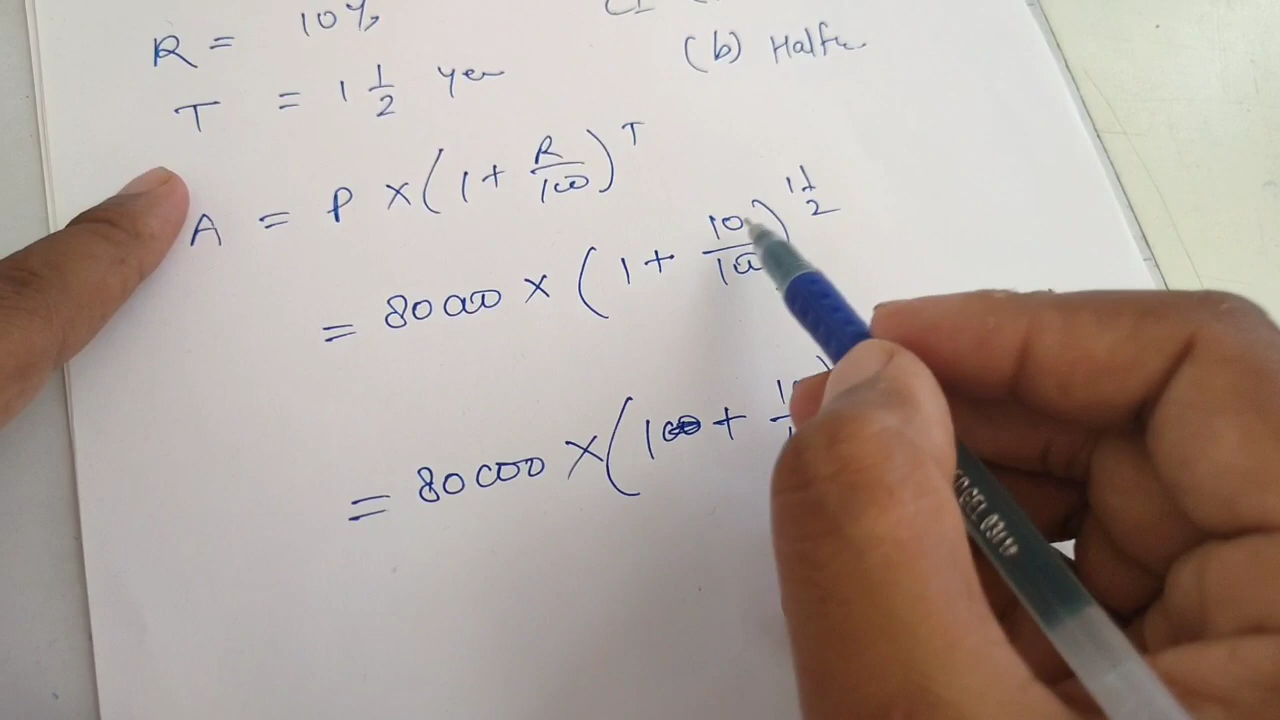 R = 10%
(b) Half
T = 1 1/2 year
A = P × (1 + R/100)^T
= 80000 × (1 + 10/100)^1 1/2
= 80000 × (100 +